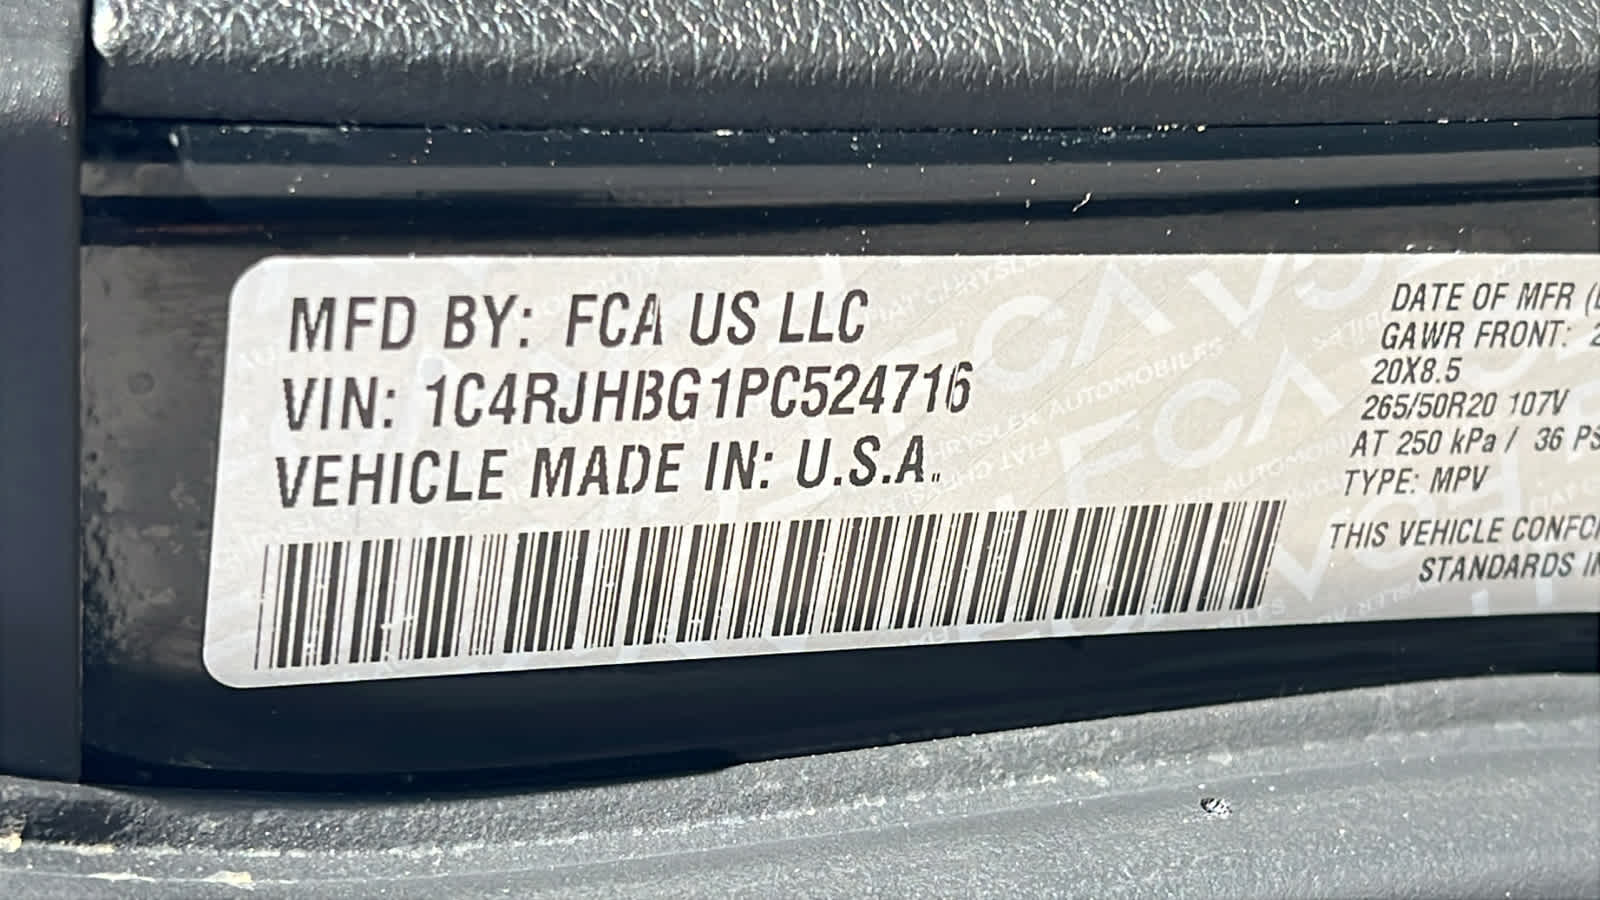 MFD BY: FCA US LLC
VIN: 1C4RJHBG1PC524716
VEHICLE MADE IN: U.S.A.
DATE OF MFR
GAWR FRONT:
20X8.5
265/50R20 107V
AT 250 kPa / 36
TYPE: MPV
THIS VEHICLE
STANDARDS